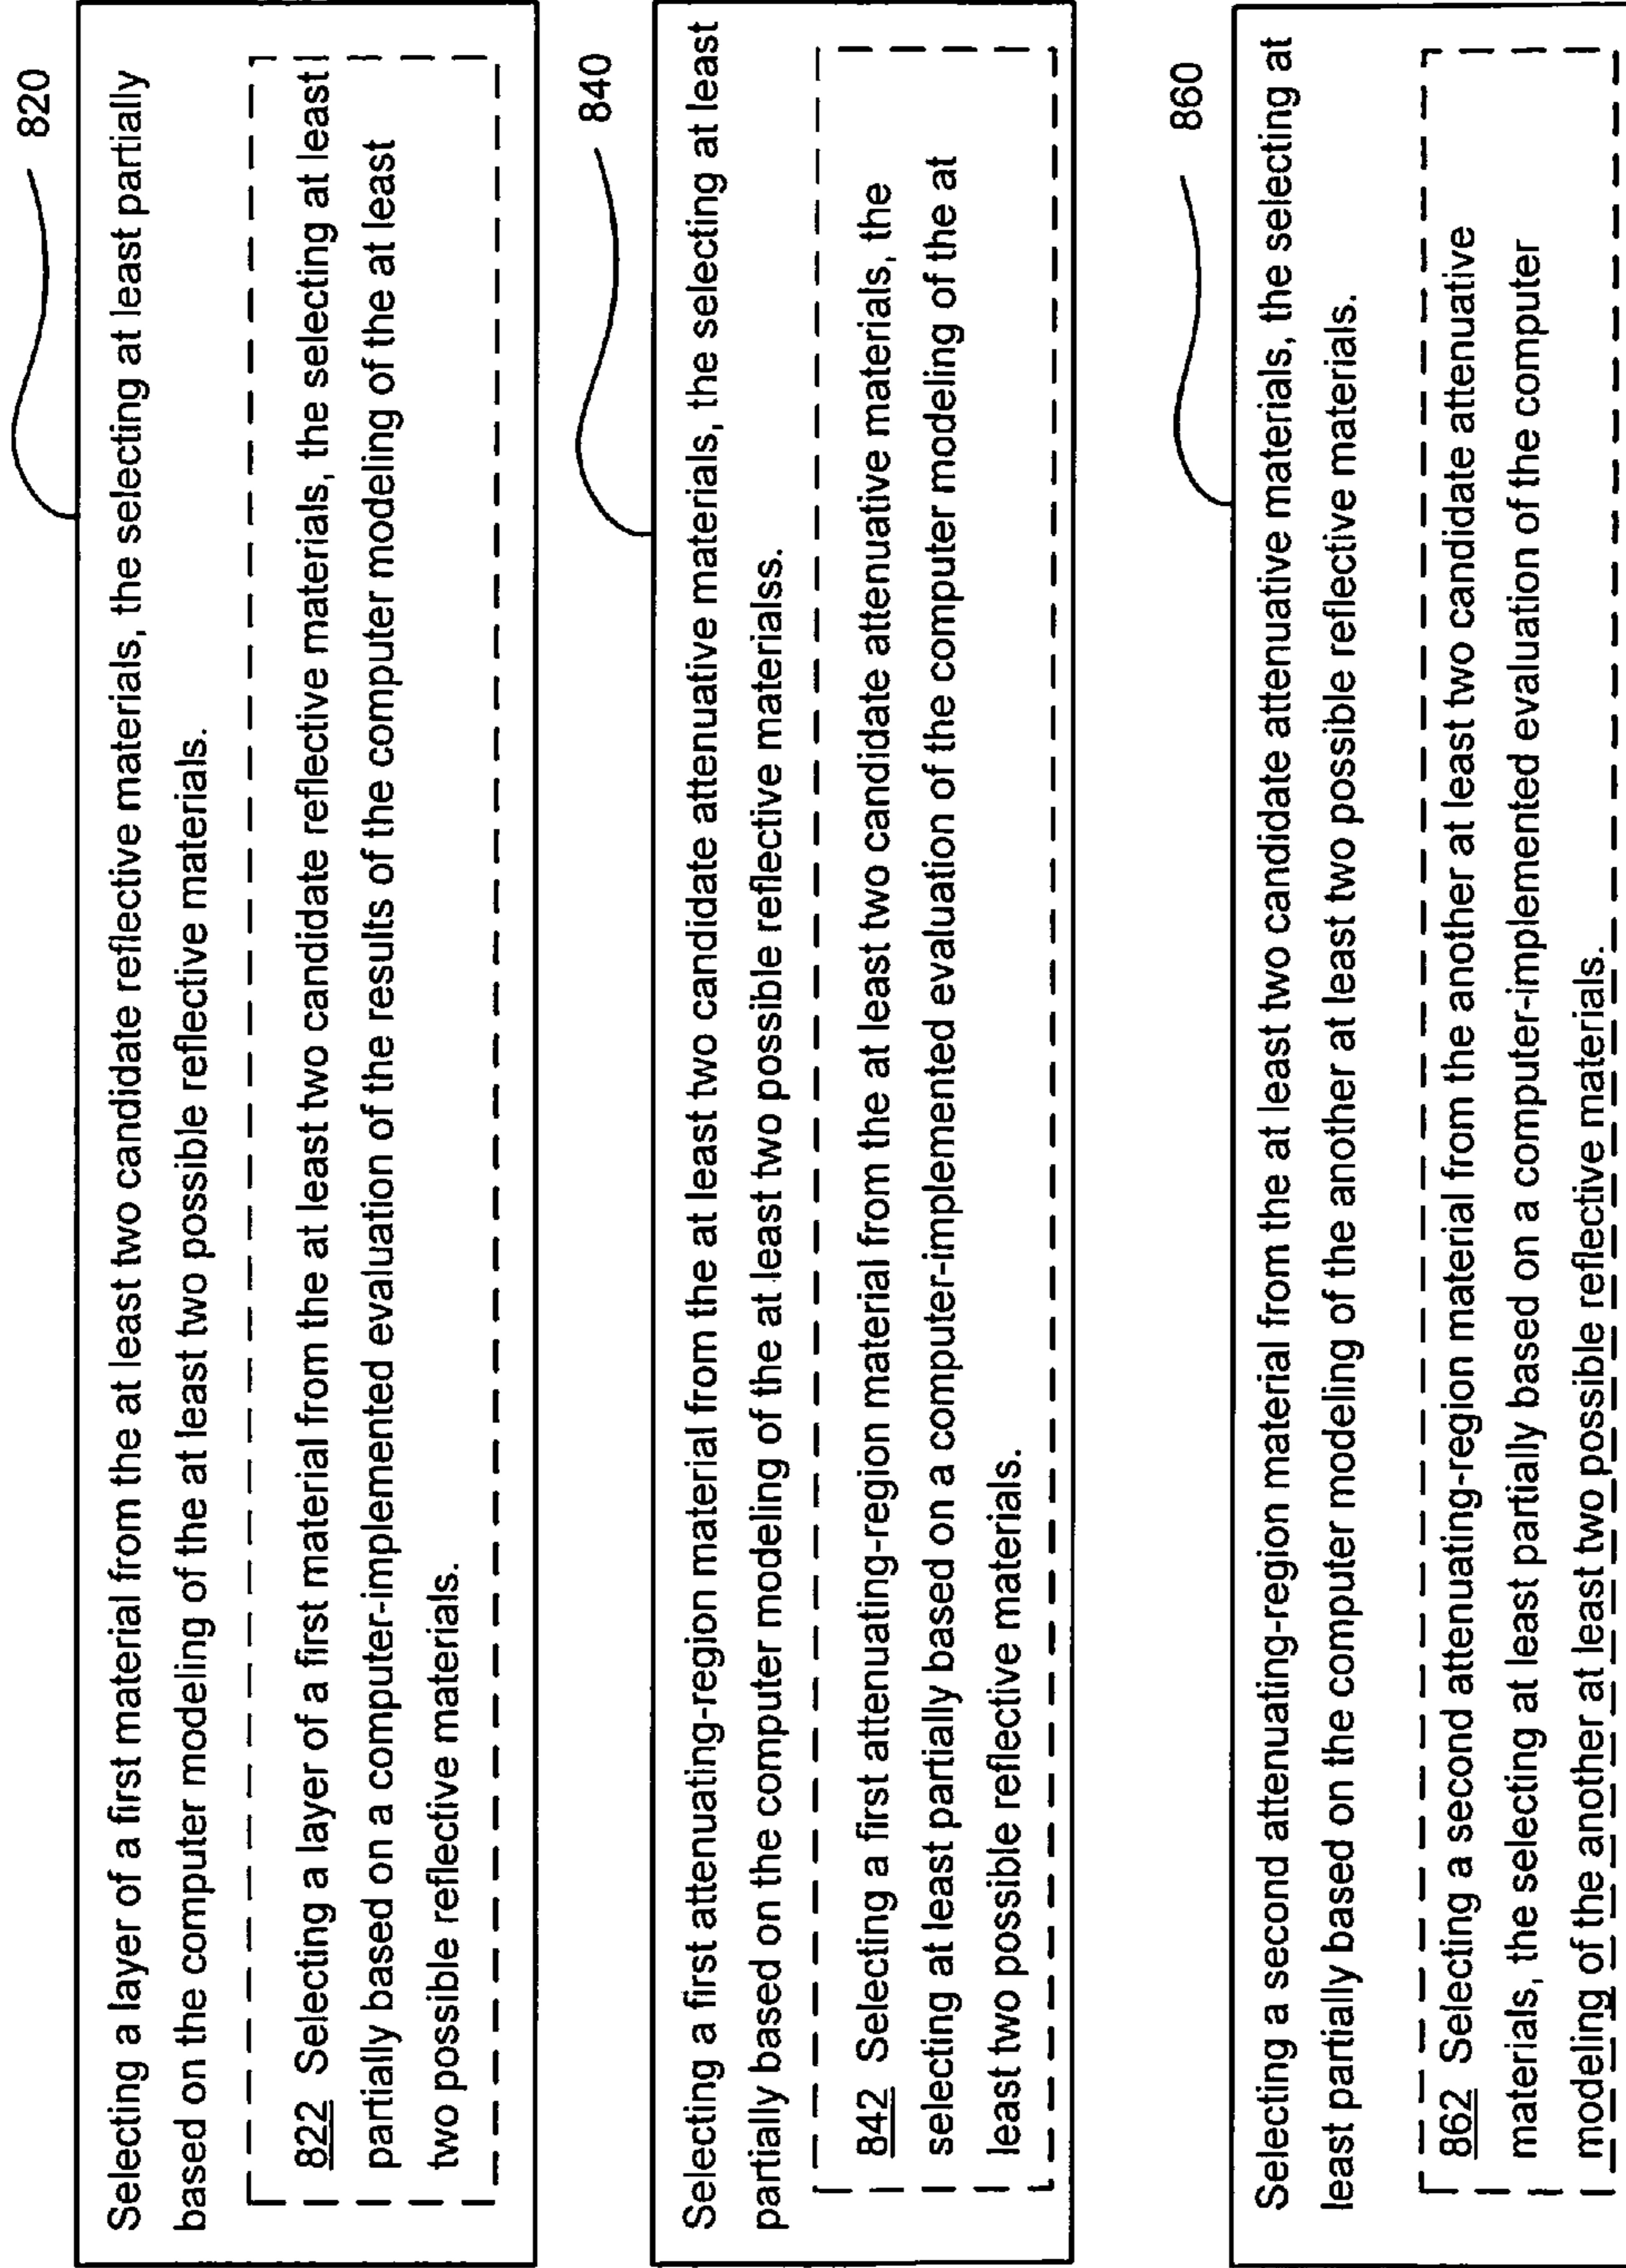 820
Selecting a layer of a first material from the at least two candidate reflective materials, the selecting at least partially
based on the computer modeling of the at least two possible reflective materials.
822 Selecting a layer of a first material from the at least two candidate reflective materials, the selecting at least
partially based on a computer-implemented evaluation of the results of the computer modeling of the at least
two possible reflective materials.
840
Selecting a first attenuating-region material from the at least two candidate attenuative materials, the selecting at least
partially based on the computer modeling of the at least two possible reflective materialss.
842 Selecting a first attenuating-region material from the at least two candidate attenuative materials, the
selecting at least partially based on a computer-implemented evaluation of the computer modeling of the at
least two possible reflective materials.
860
Selecting a second attenuating-region material from the at least two candidate attenuative materials, the selecting at
least partially based on the computer modeling of the another at least two possible reflective materials.
862 Selecting a second attenuating-region material from the another at least two candidate attenuative
materials, the selecting at least partially based on a computer-implemented evaluation of the computer
modeling of the another at least two possible reflective materials.